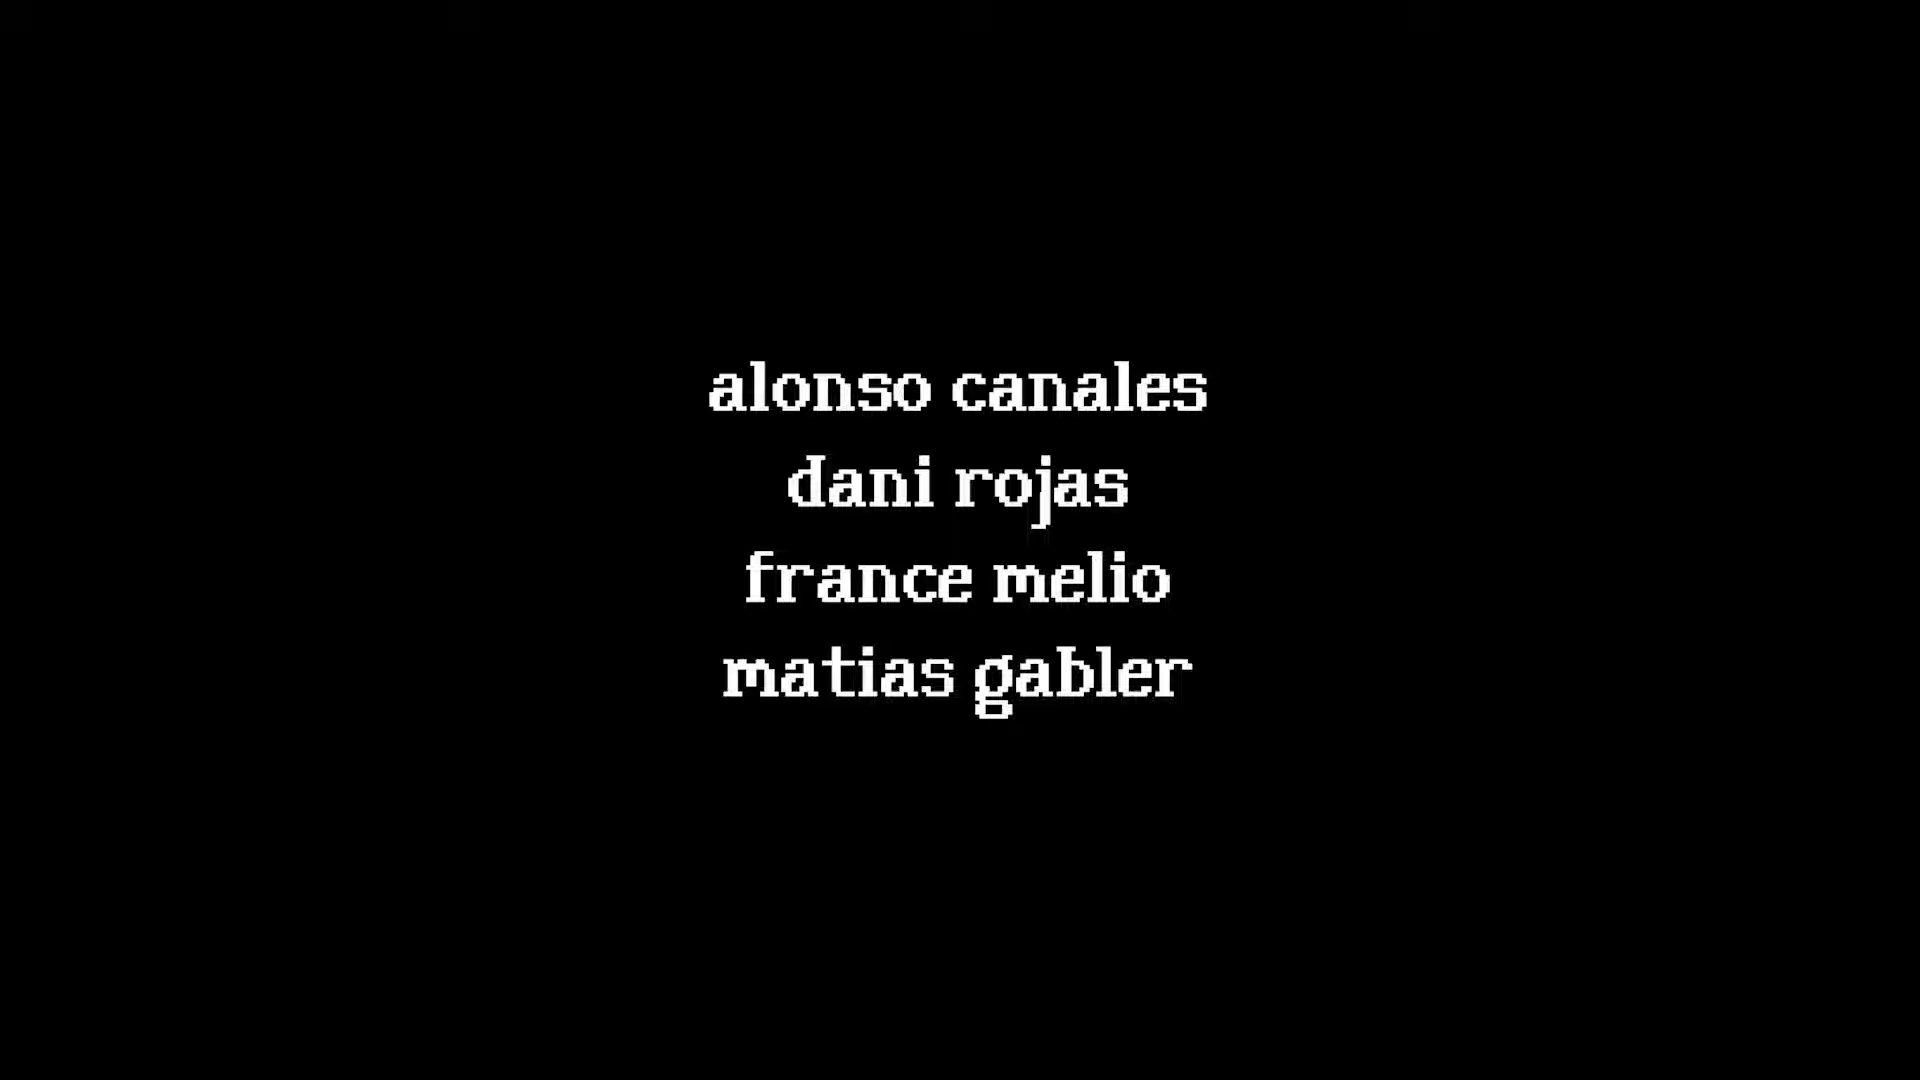 alonso canales
dani rojas
france melio
matias gabler